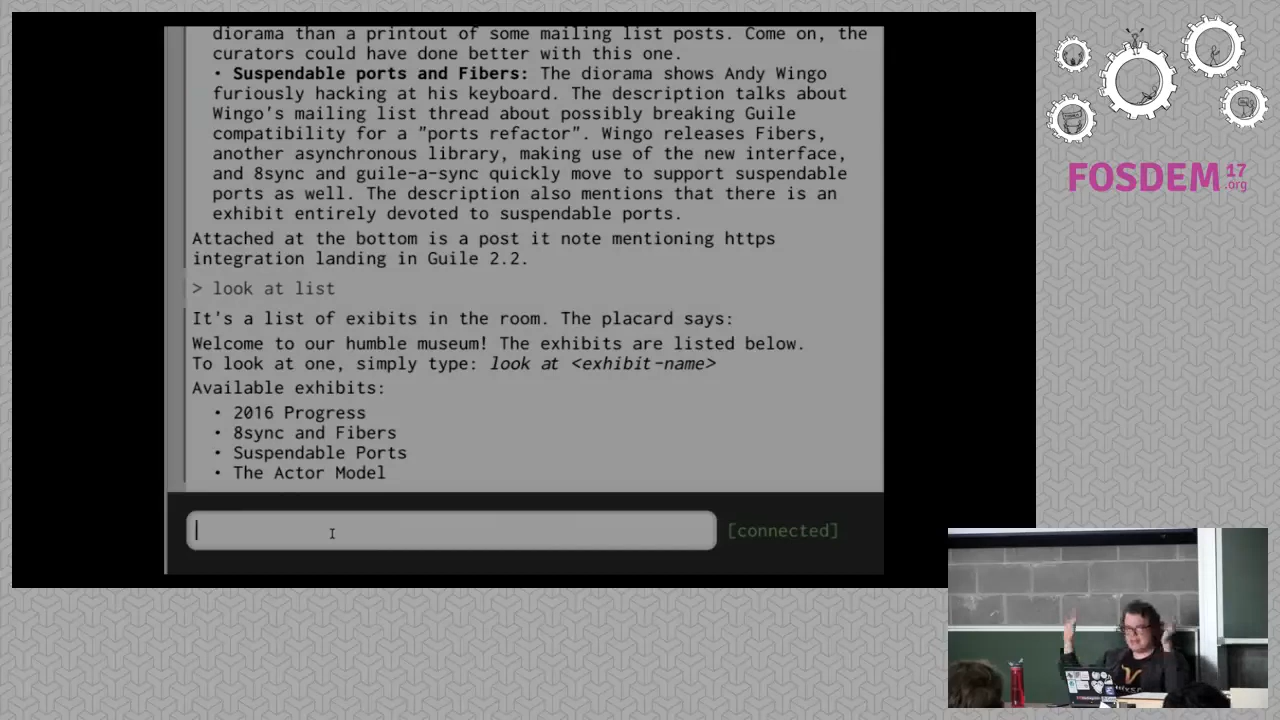 diorama than a printout of some mailing list posts. Come on, the
curators could have done better with this one.
• Suspendable ports and Fibers: The diorama shows Andy Wingo
furiously hacking at his keyboard. The description talks about
Wingo's mailing list thread about possibly breaking Guile
compatibility for a "ports refactor". Wingo releases Fibers,
another asynchronous library, making use of the new interface,
and 8sync and guile-a-sync quickly move to support suspendable
ports as well. The description also mentions that there is an
exhibit entirely devoted to suspendable ports.
Attached at the bottom is a post it note mentioning https
integration landing in Guile 2.2.
> look at list
It's a list of exibits in the room. The placard says:
Welcome to our humble museum! The exhibits are listed below.
To look at one, simply type: look at <exhibit-name>
Available exhibits:
• 2016 Progress
• 8sync and Fibers
• Suspendable Ports
• The Actor Model
[connected]
FOSDEM 17
.org